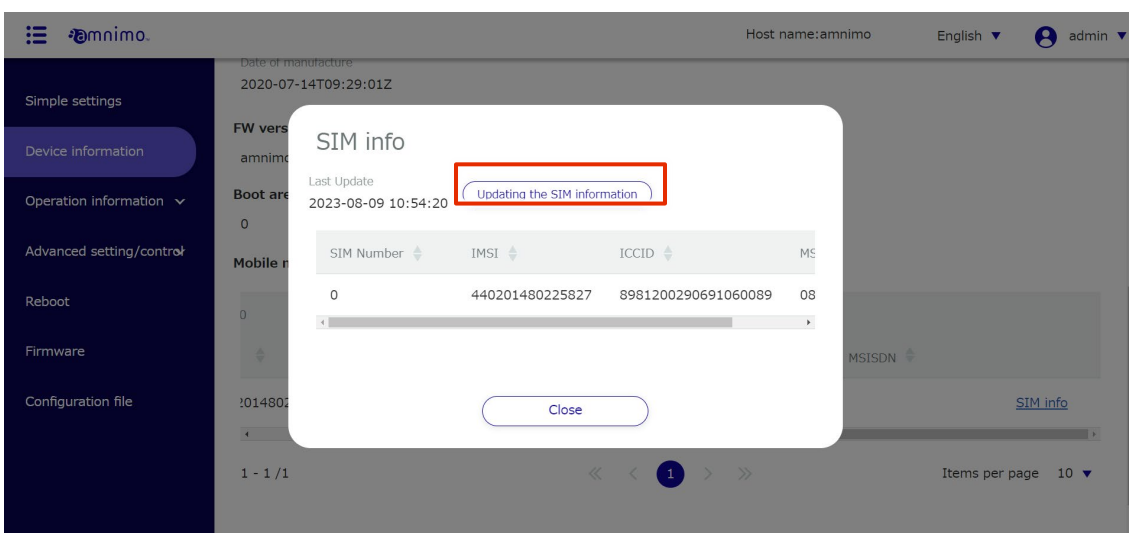 amnimo
Host name:amnimo
English
admin
Simple settings
Device information
Operation information
Advanced setting/control
Reboot
Firmware
Configuration file
Date of manufacture
2020-07-14T09:29:01Z
FW vers
amnimo
Boot are
0
Mobile n
0
MSISDN
201480
SIM info
1 - 1 /1
1
Items per page 10
SIM info
Last Update
2023-08-09 10:54:20
Updating the SIM information
SIM Number IMSI ICCID MS
0 440201480225827 8981200290691060089 08
Close